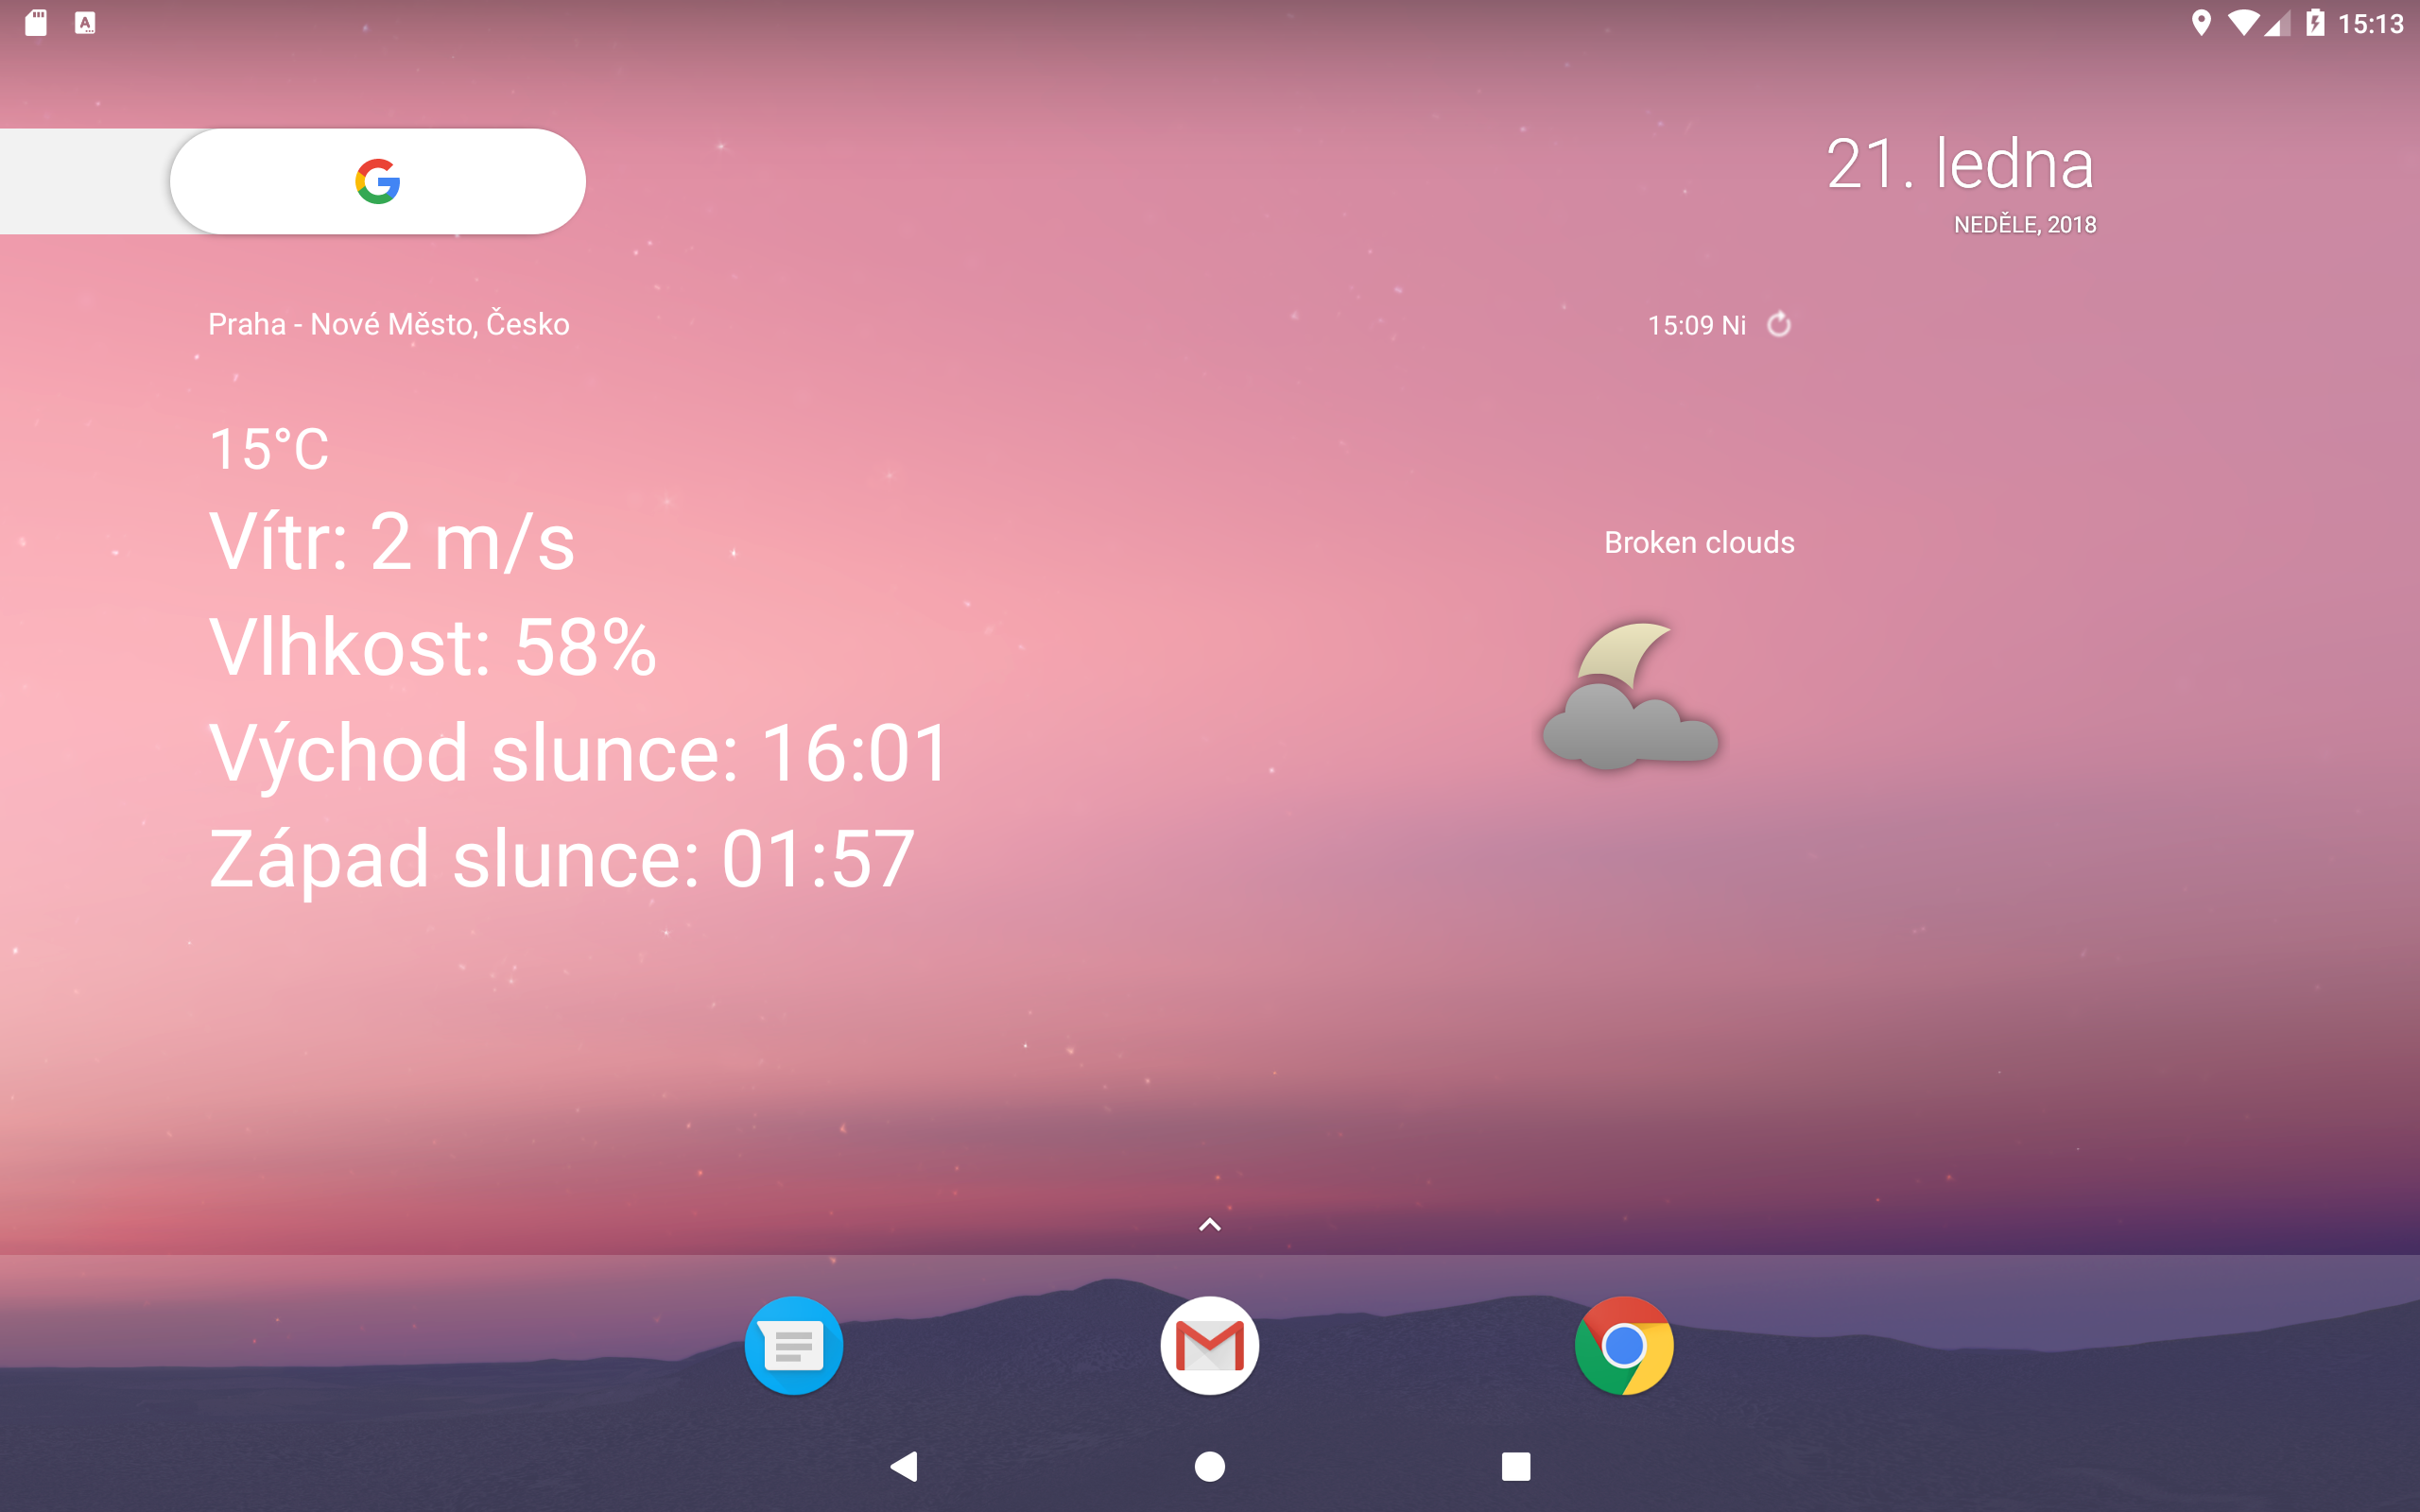 15:13
21. ledna
NEDĚLE, 2018
Praha - Nové Město, Česko
15:09 Ni
15°C
Vítr: 2 m/s
Broken clouds
Vlhkost: 58%
Východ slunce: 16:01
Západ slunce: 01:57